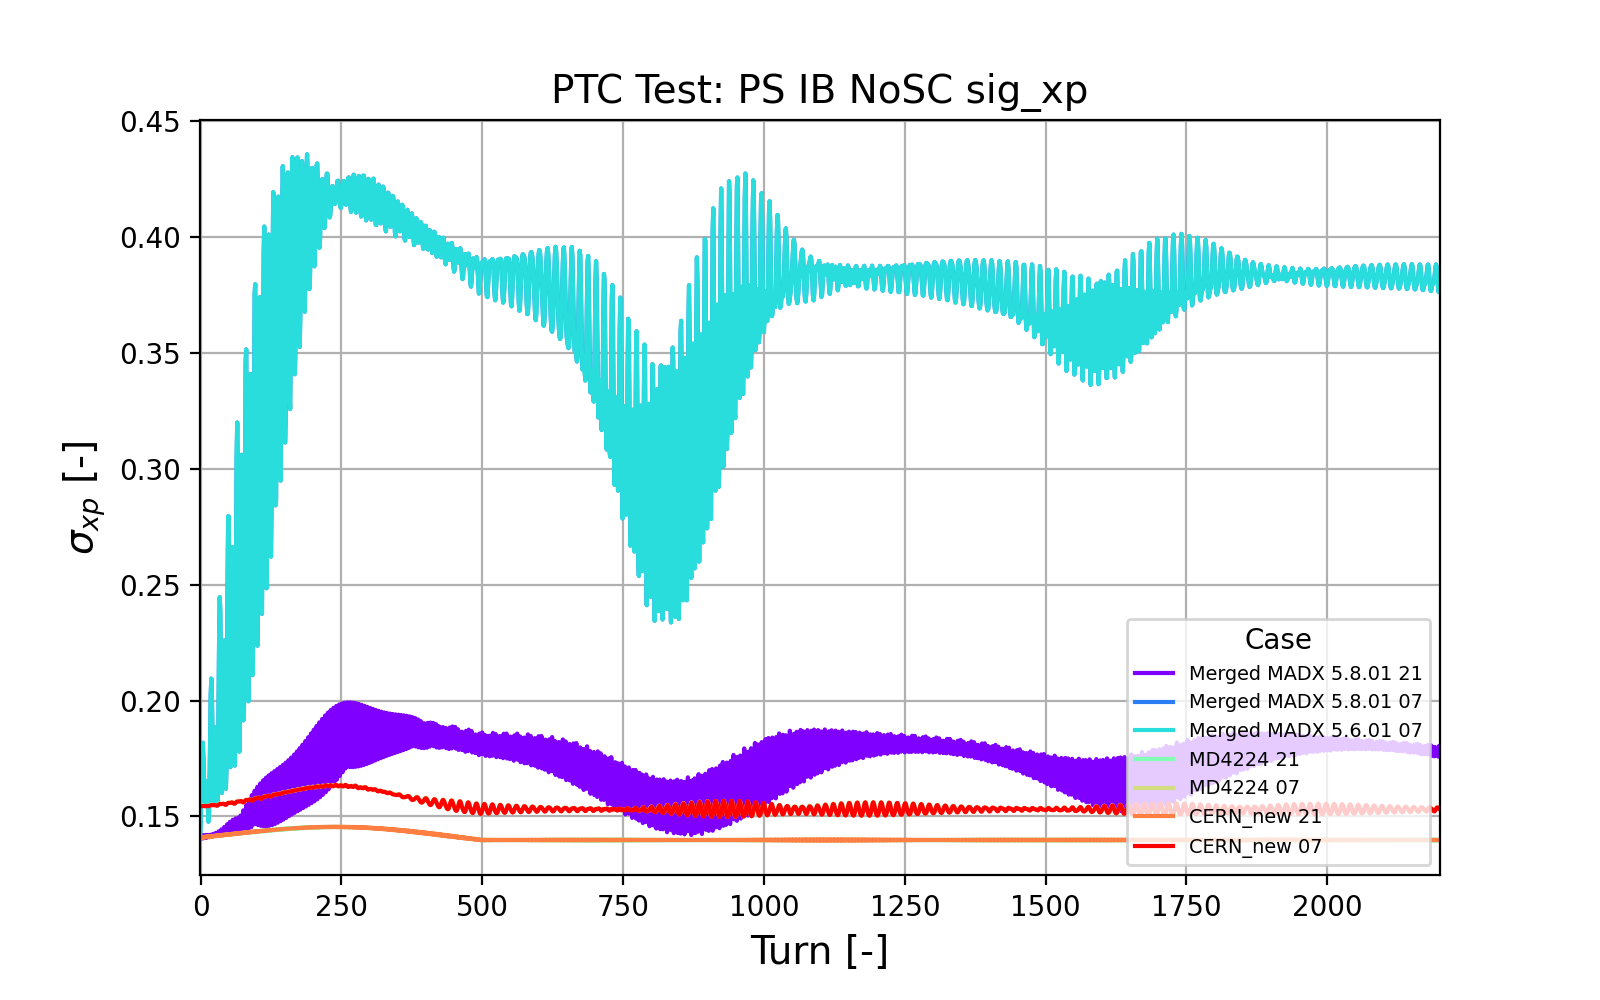 PTC Test: PS IB NoSC sig_xp
0.45
0.40
0.35
0.30
0.25
0.20
0.15
σxp [-]
Case
Merged MADX 5.8.01 21
Merged MADX 5.8.01 07
Merged MADX 5.6.01 07
MD4224 21
MD4224 07
CERN_new 21
CERN_new 07
0 250 500 750 1000 1250 1500 1750 2000
Turn [-]